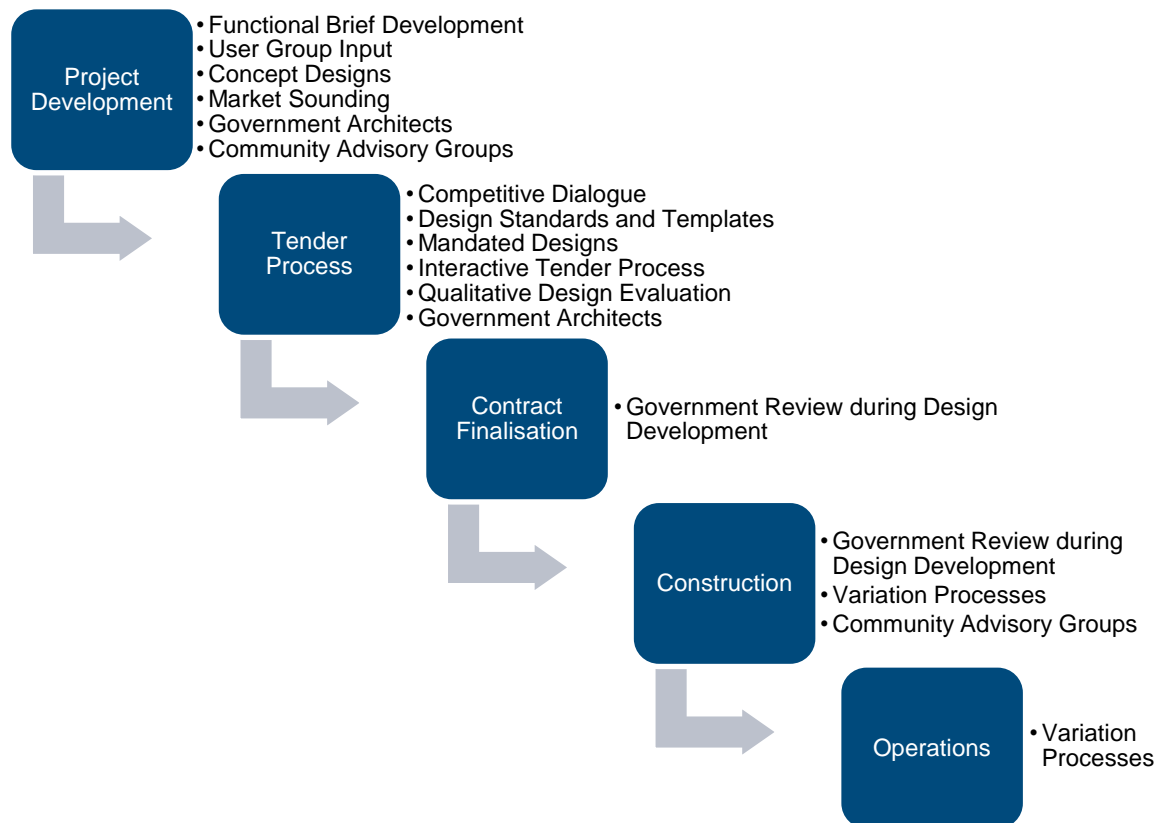 Project
Development
• Functional Brief Development
• User Group Input
• Concept Designs
• Market Sounding
• Government Architects
• Community Advisory Groups
Tender
Process
• Competitive Dialogue
• Design Standards and Templates
• Mandated Designs
• Interactive Tender Process
• Qualitative Design Evaluation
• Government Architects
Contract
Finalisation
• Government Review during Design
Development
Construction
• Government Review during
Design Development
• Variation Processes
• Community Advisory Groups
Operations
• Variation
Processes